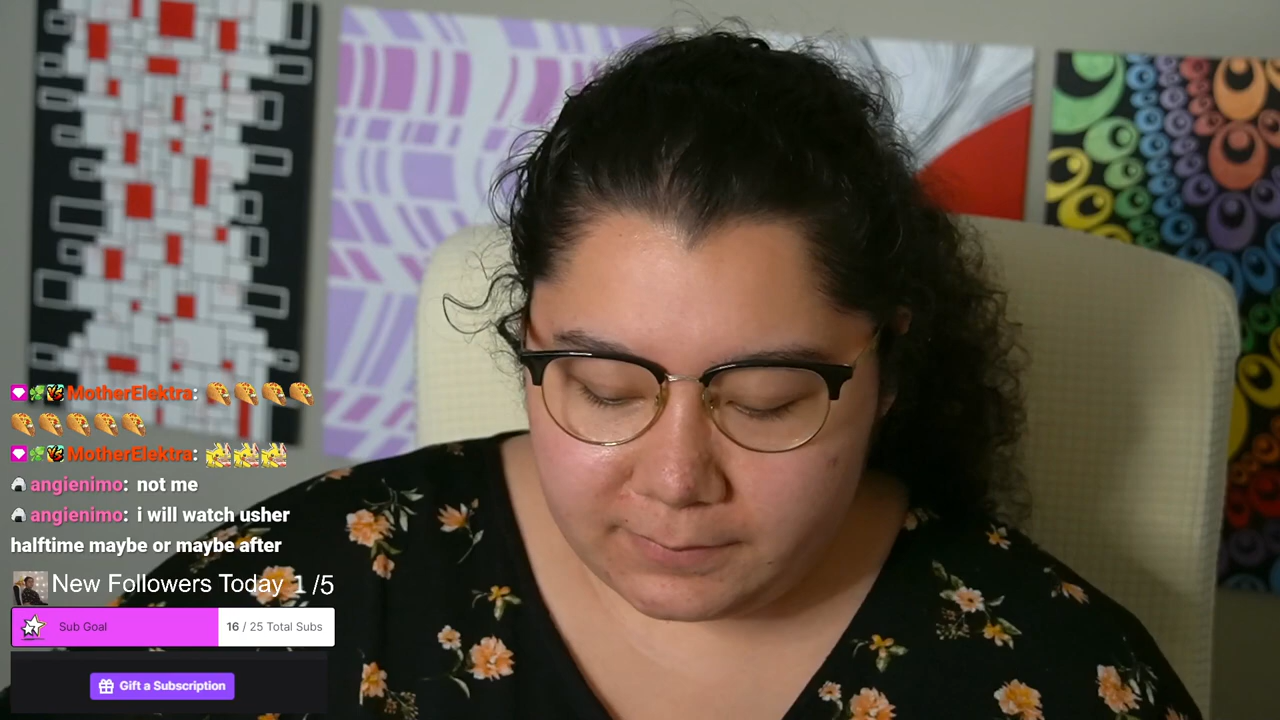 MotherElektra:
MotherElektra:
angienimo: not me
angienimo: i will watch usher
halftime maybe or maybe after
New Followers Today 1 /5
Sub Goal 16 / 25 Total Subs
Gift a Subscription